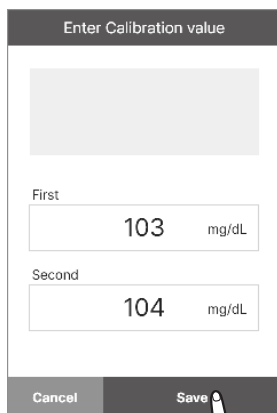 Enter Calibration value
First
103 mg/dL
Second
104 mg/dL
Cancel Save